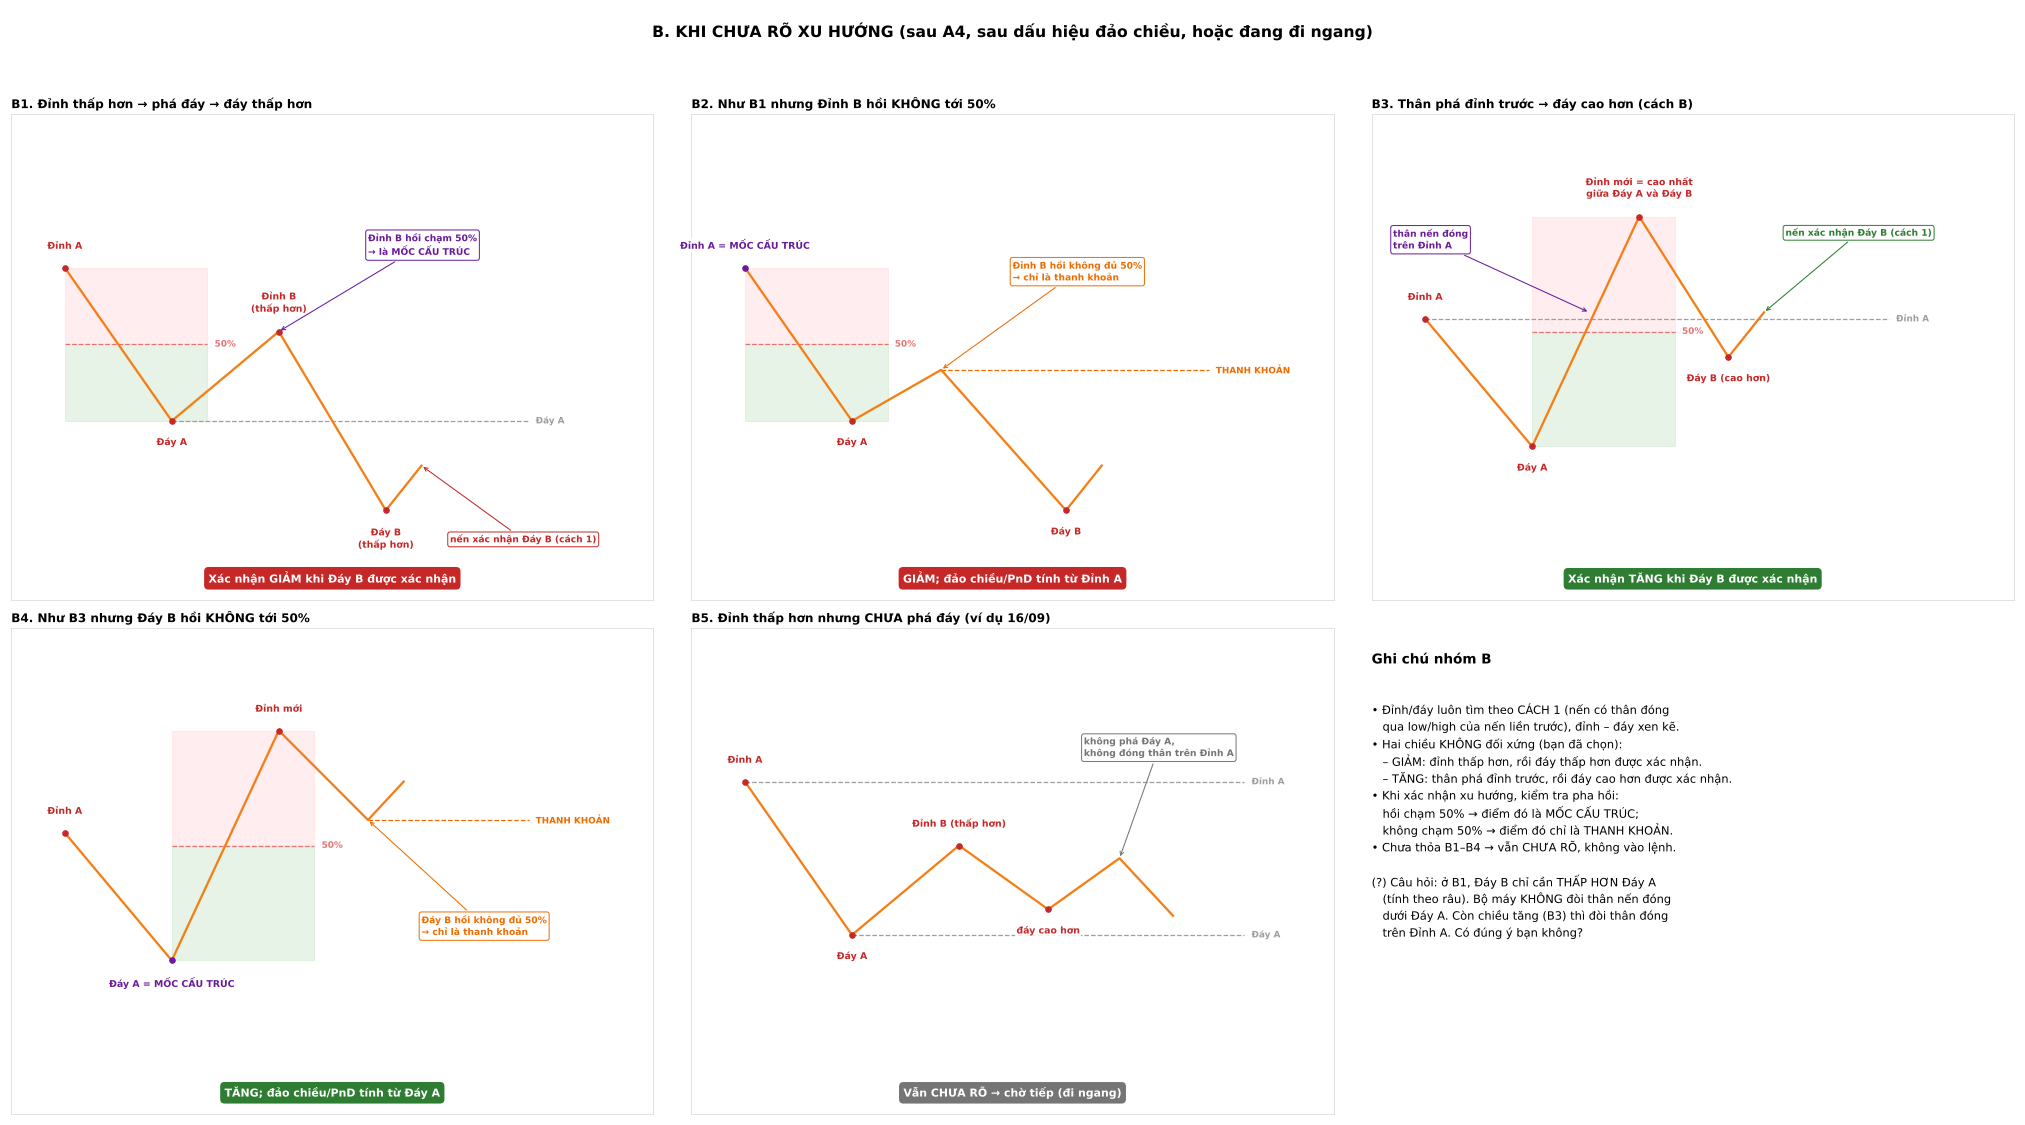 B. KHI CHƯA RÕ XU HƯỚNG (sau A4, sau dấu hiệu đảo chiều, hoặc đang đi ngang)
B1. Đỉnh thấp hơn → phá đáy → đáy thấp hơn
Đỉnh A
Đỉnh B hồi chạm 50%
→ là MỐC CẤU TRÚC
Đỉnh B
(thấp hơn)
50%
Đáy A
Đáy A
Đáy B
(thấp hơn)
nến xác nhận Đáy B (cách 1)
Xác nhận GIẢM khi Đáy B được xác nhận
B2. Như B1 nhưng Đỉnh B hồi KHÔNG tới 50%
Đỉnh A = MỐC CẤU TRÚC
Đỉnh B hồi không đủ 50%
→ chỉ là thanh khoản
50%
THANH KHOẢN
Đáy A
Đáy B
GIẢM; đảo chiều/PnD tính từ Đỉnh A
B3. Thân phá đỉnh trước → đáy cao hơn (cách B)
Đỉnh mới = cao nhất
giữa Đáy A và Đáy B
thân nến đóng
trên Đỉnh A
nến xác nhận Đáy B (cách 1)
Đỉnh A
Đỉnh A
50%
Đáy B (cao hơn)
Đáy A
Xác nhận TĂNG khi Đáy B được xác nhận
B4. Như B3 nhưng Đáy B hồi KHÔNG tới 50%
Đỉnh mới
Đỉnh A
THANH KHOẢN
50%
Đáy B hồi không đủ 50%
→ chỉ là thanh khoản
Đáy A = MỐC CẤU TRÚC
TĂNG; đảo chiều/PnD tính từ Đáy A
B5. Đỉnh thấp hơn nhưng CHƯA phá đáy (ví dụ 16/09)
không phá Đáy A,
không đóng thân trên Đỉnh A
Đỉnh A
Đỉnh A
Đỉnh B (thấp hơn)
đáy cao hơn
Đáy A
Đáy A
Vẫn CHƯA RÕ → chờ tiếp (đi ngang)
Ghi chú nhóm B
• Đỉnh/đáy luôn tìm theo CÁCH 1 (nến có thân đóng
qua low/high của nến liền trước), đỉnh – đáy xen kẽ.
• Hai chiều KHÔNG đối xứng (bạn đã chọn):
– GIẢM: đỉnh thấp hơn, rồi đáy thấp hơn được xác nhận.
– TĂNG: thân phá đỉnh trước, rồi đáy cao hơn được xác nhận.
• Khi xác nhận xu hướng, kiểm tra pha hồi:
hồi chạm 50% → điểm đó là MỐC CẤU TRÚC;
không chạm 50% → điểm đó chỉ là THANH KHOẢN.
• Chưa thỏa B1–B4 → vẫn CHƯA RÕ, không vào lệnh.
(?) Câu hỏi: ở B1, Đáy B chỉ cần THẤP HƠN Đáy A
(tính theo râu). Bộ máy KHÔNG đòi thân nến đóng
dưới Đáy A. Còn chiều tăng (B3) thì đòi thân đóng
trên Đỉnh A. Có đúng ý bạn không?